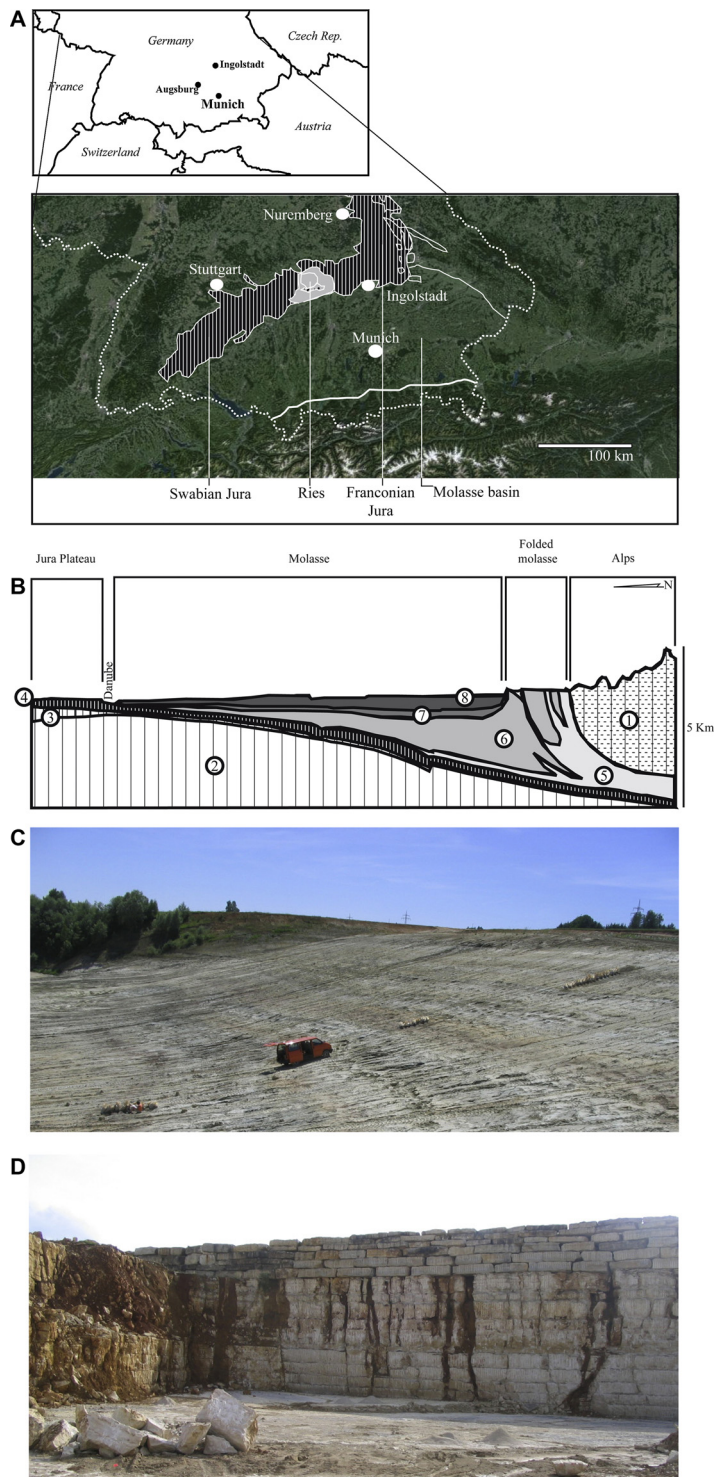 A
Germany
Czech Rep.
Ingolstadt
France
Augsburg
Munich
Austria
Switzerland
Nuremberg
Stuttgart
Ingolstadt
Munich
100 km
Swabian Jura
Ries
Franconian
Jura
Molasse basin
B
Jura Plateau
Molasse
Folded
molasse
Alps
N
Danube
4
3
2
8
7
6
5
1
5 Km
C
D